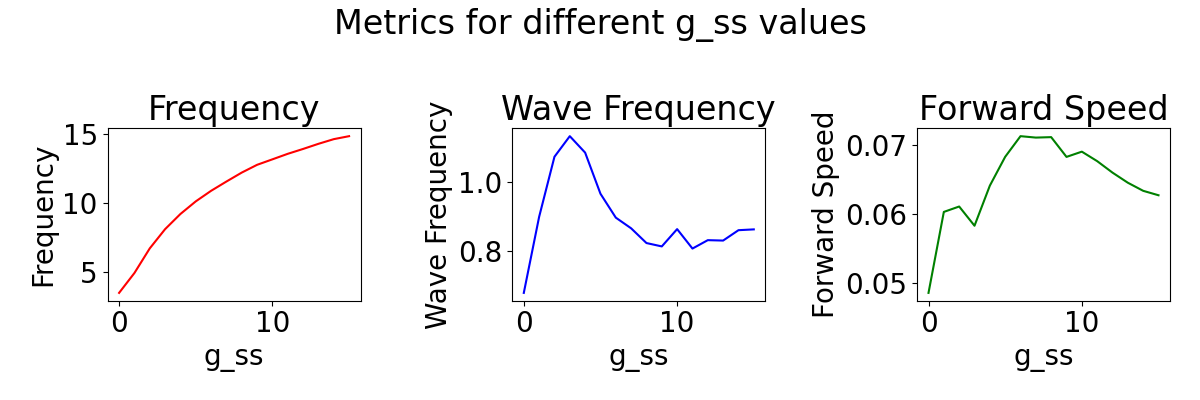 Metrics for different g_ss values
Frequency
Frequency
15
10
5
0 10
g_ss
Wave Frequency
Wave Frequency
1.0
0.8
0 10
g_ss
Forward Speed
Forward Speed
0.07
0.06
0.05
0 10
g_ss